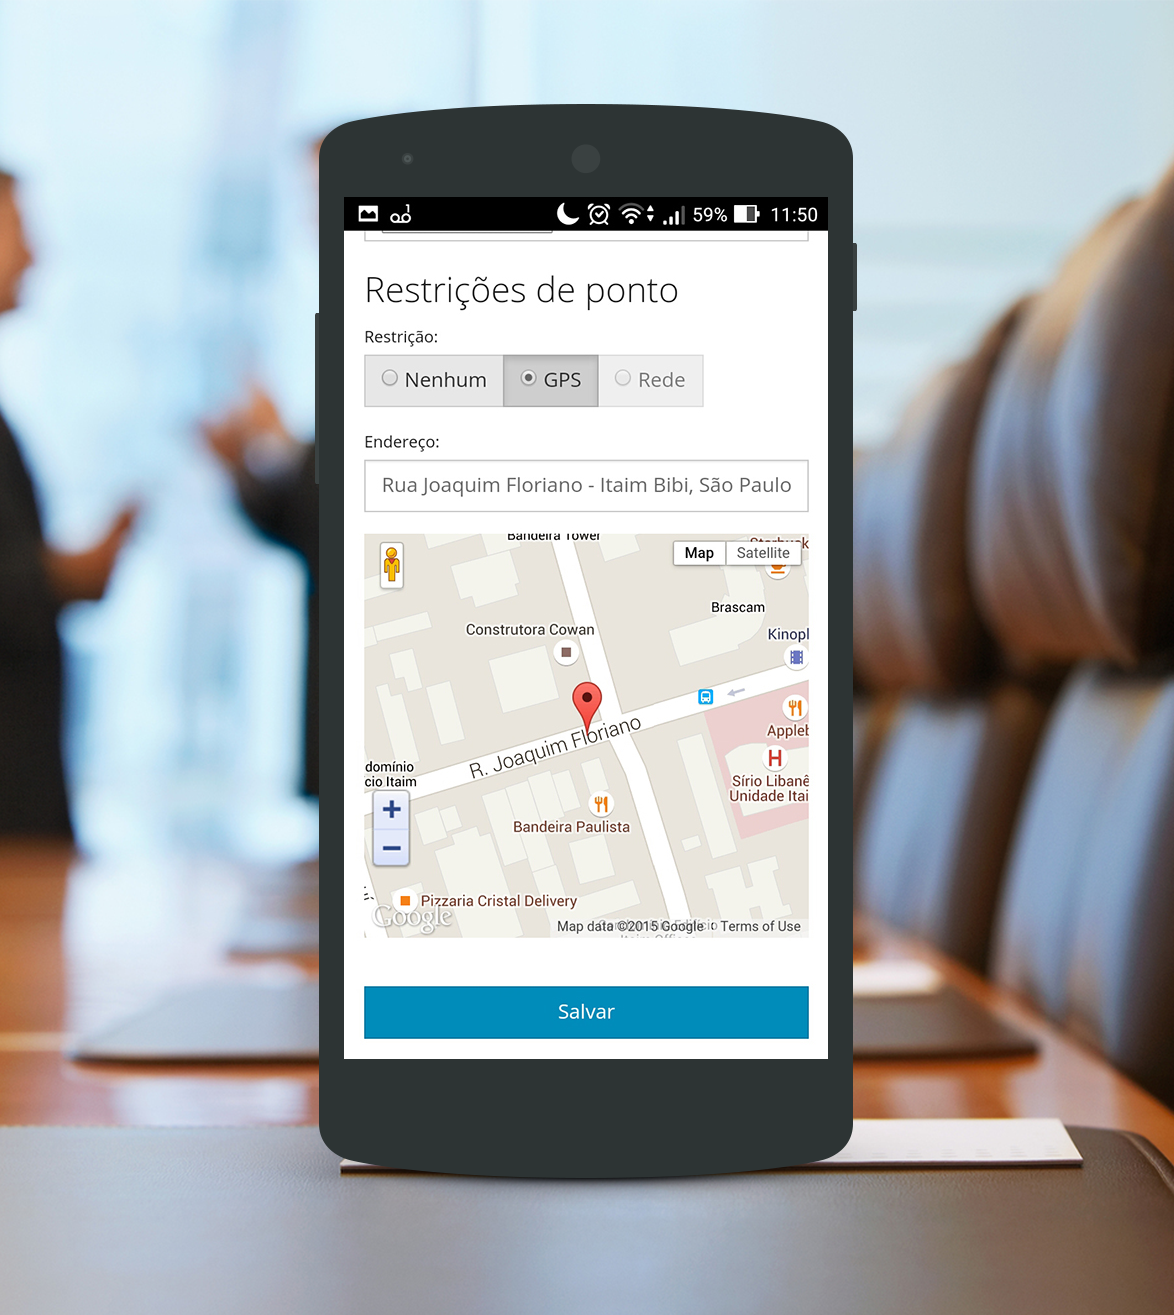 59% 11:50
Restrições de ponto
Restrição:
Nenhum GPS Rede
Endereço:
Rua Joaquim Floriano - Itaim Bibi, São Paulo
Bandeira Tower
Map Satellite
Brascam
Construtora Cowan
Kinopl
R. Joaquim Floriano
Appleb
domínio
cio Itaim
H
Sírio Libanê
Unidade Itai
+
Bandeira Paulista
−
Pizzaria Cristal Delivery
Google
Map data ©2015 Google Terms of Use
Salvar